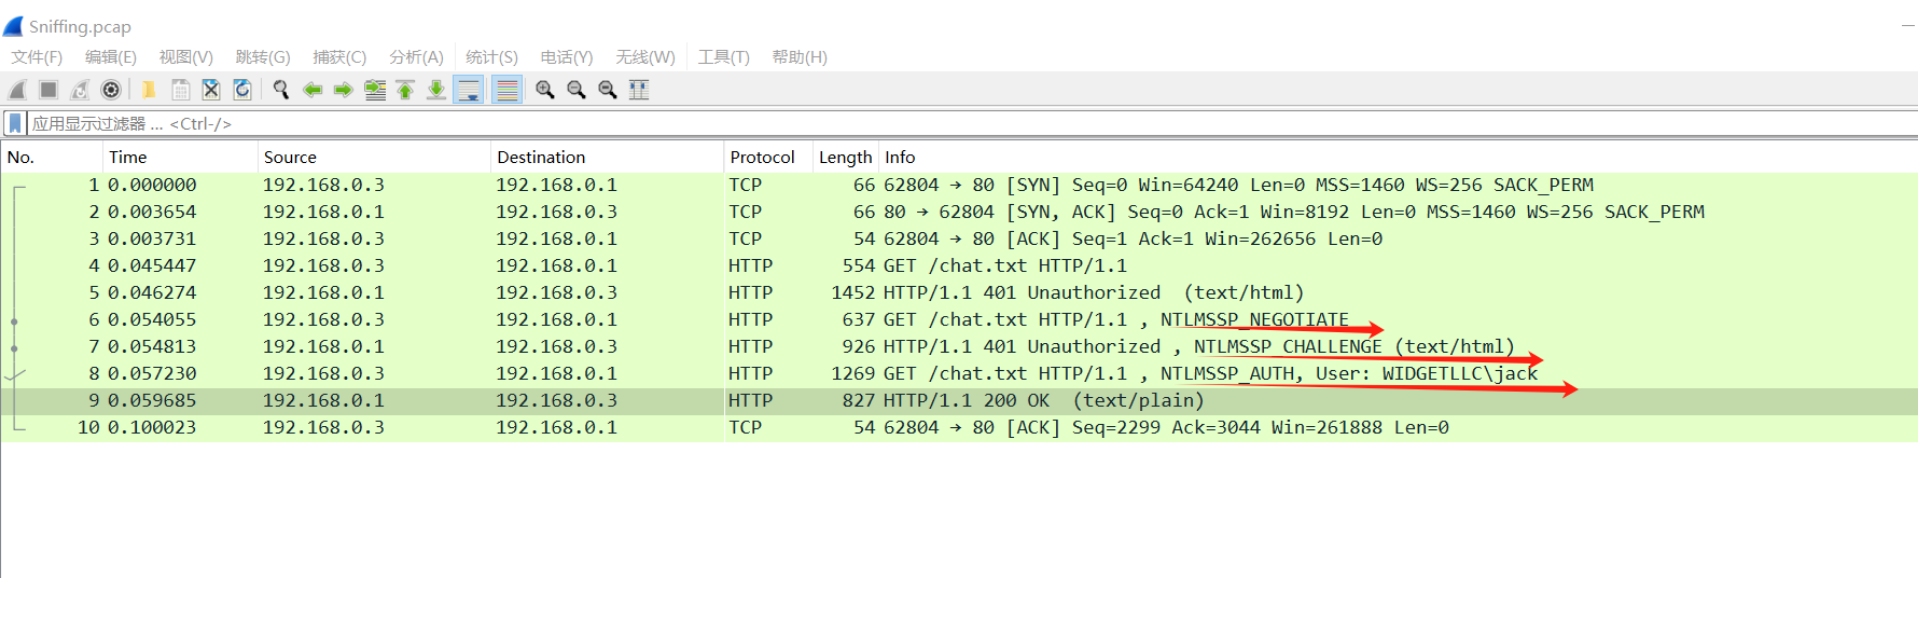 Sniffing.pcap
文件(F) 编辑(E) 视图(V) 跳转(G) 捕获(C) 分析(A) 统计(S) 电话(Y) 无线(W) 工具(T) 帮助(H)
应用显示过滤器 … <Ctrl-/>
No. Time Source Destination Protocol Length Info
1 0.000000 192.168.0.3 192.168.0.1 TCP 66 62804 → 80 [SYN] Seq=0 Win=64240 Len=0 MSS=1460 WS=256 SACK_PERM
2 0.003654 192.168.0.1 192.168.0.3 TCP 66 80 → 62804 [SYN, ACK] Seq=0 Ack=1 Win=8192 Len=0 MSS=1460 WS=256 SACK_PERM
3 0.003731 192.168.0.3 192.168.0.1 TCP 54 62804 → 80 [ACK] Seq=1 Ack=1 Win=262656 Len=0
4 0.045447 192.168.0.3 192.168.0.1 HTTP 554 GET /chat.txt HTTP/1.1
5 0.046274 192.168.0.1 192.168.0.3 HTTP 1452 HTTP/1.1 401 Unauthorized (text/html)
6 0.054055 192.168.0.3 192.168.0.1 HTTP 637 GET /chat.txt HTTP/1.1 , NTLMSSP_NEGOTIATE
7 0.054813 192.168.0.1 192.168.0.3 HTTP 926 HTTP/1.1 401 Unauthorized , NTLMSSP_CHALLENGE (text/html)
8 0.057230 192.168.0.3 192.168.0.1 HTTP 1269 GET /chat.txt HTTP/1.1 , NTLMSSP_AUTH, User: WIDGETLLC\jack
9 0.059685 192.168.0.1 192.168.0.3 HTTP 827 HTTP/1.1 200 OK (text/plain)
10 0.100023 192.168.0.3 192.168.0.1 TCP 54 62804 → 80 [ACK] Seq=2299 Ack=3044 Win=261888 Len=0